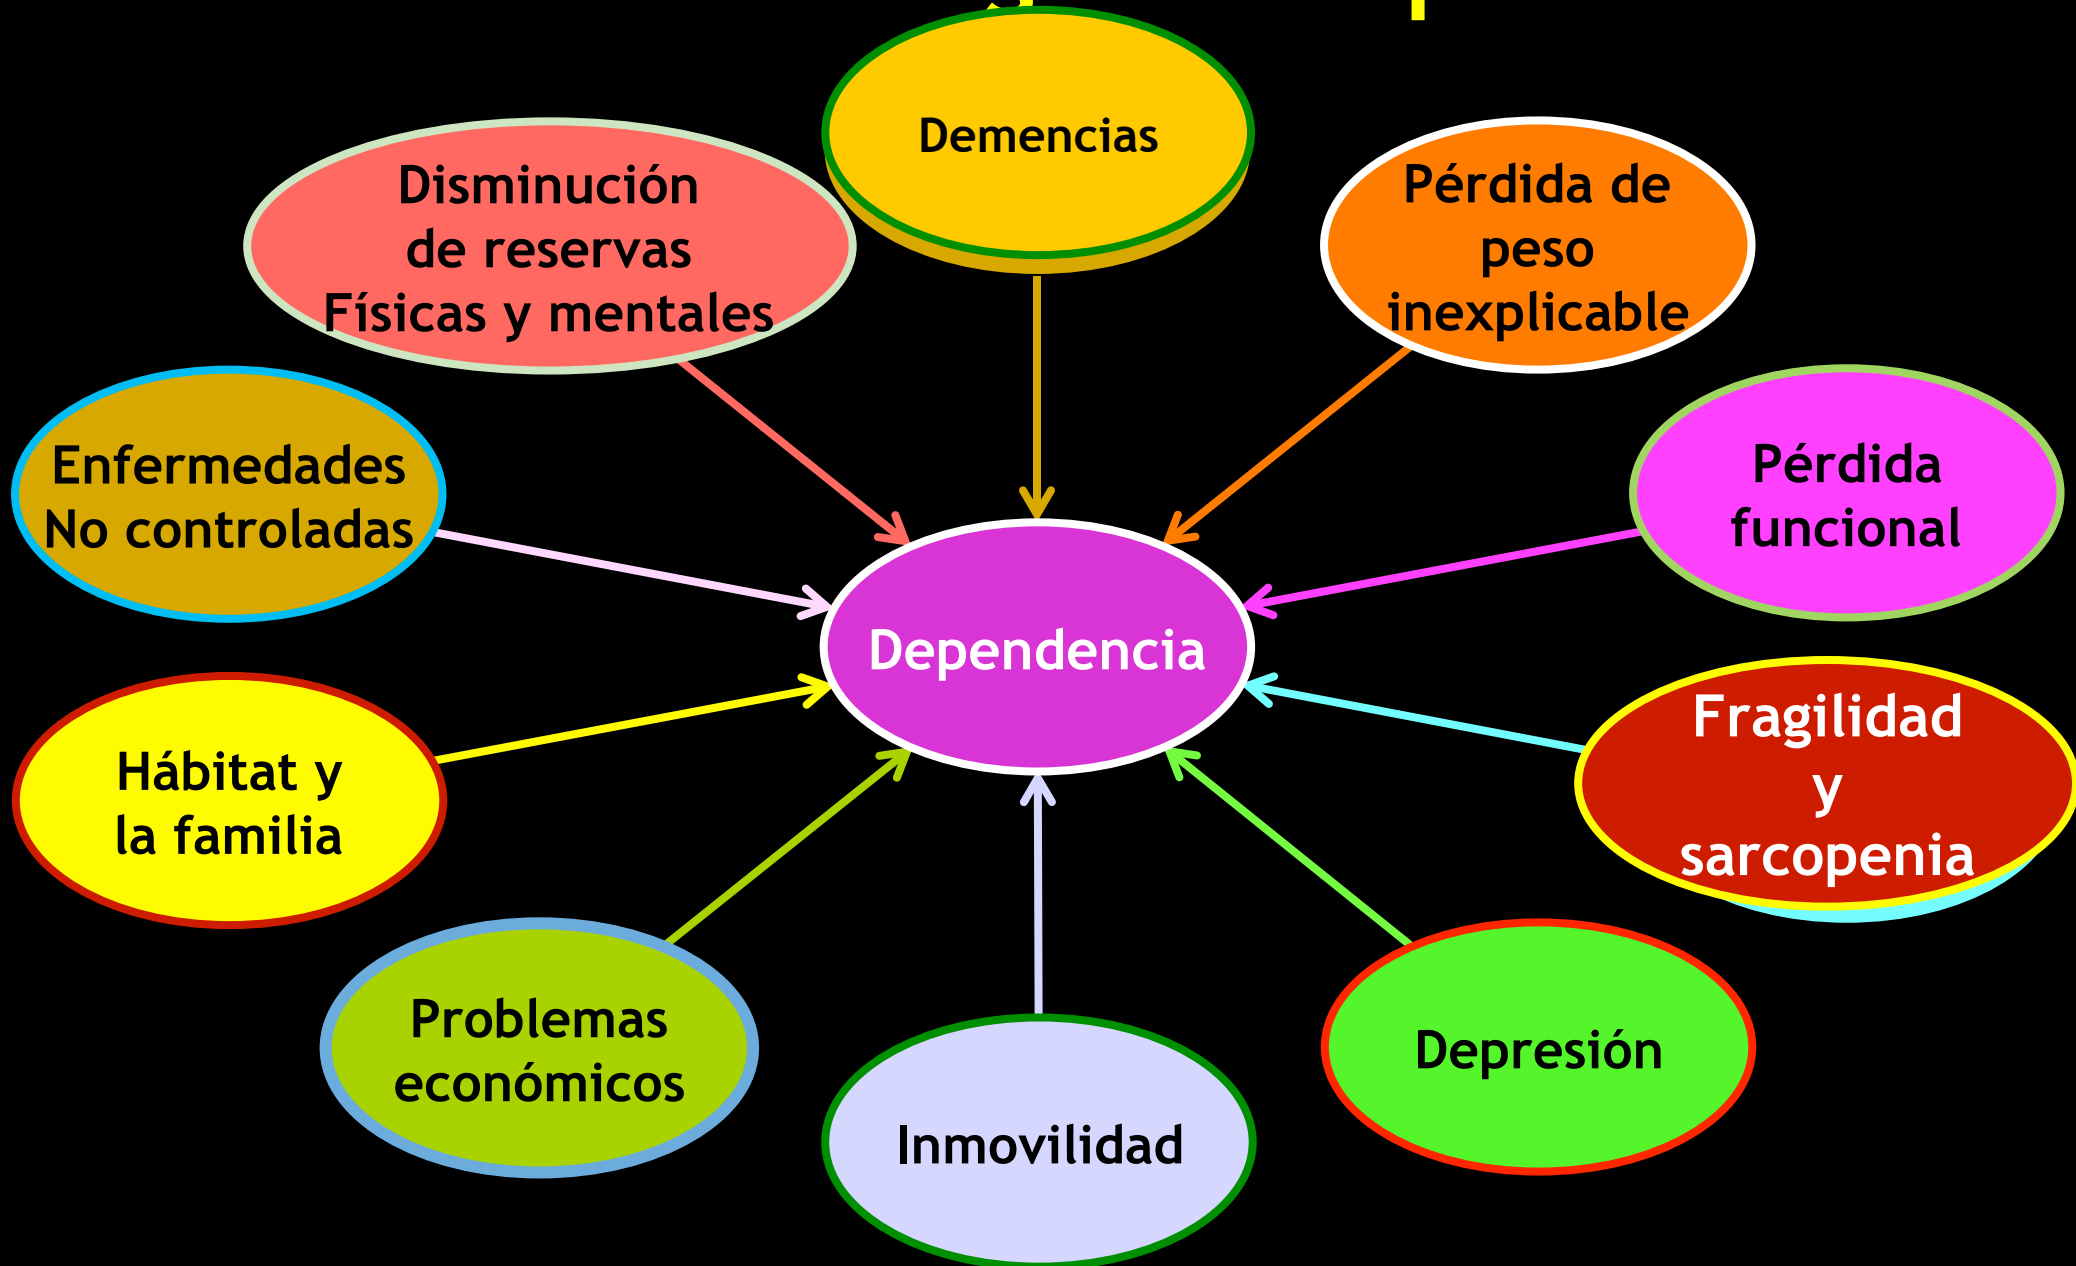 Demencias
Disminución
de reservas
Físicas y mentales
Pérdida de
peso
inexplicable
Enfermedades
No controladas
Pérdida
funcional
Dependencia
Hábitat y
la familia
Fragilidad
y
sarcopenia
Problemas
económicos
Depresión
Inmovilidad